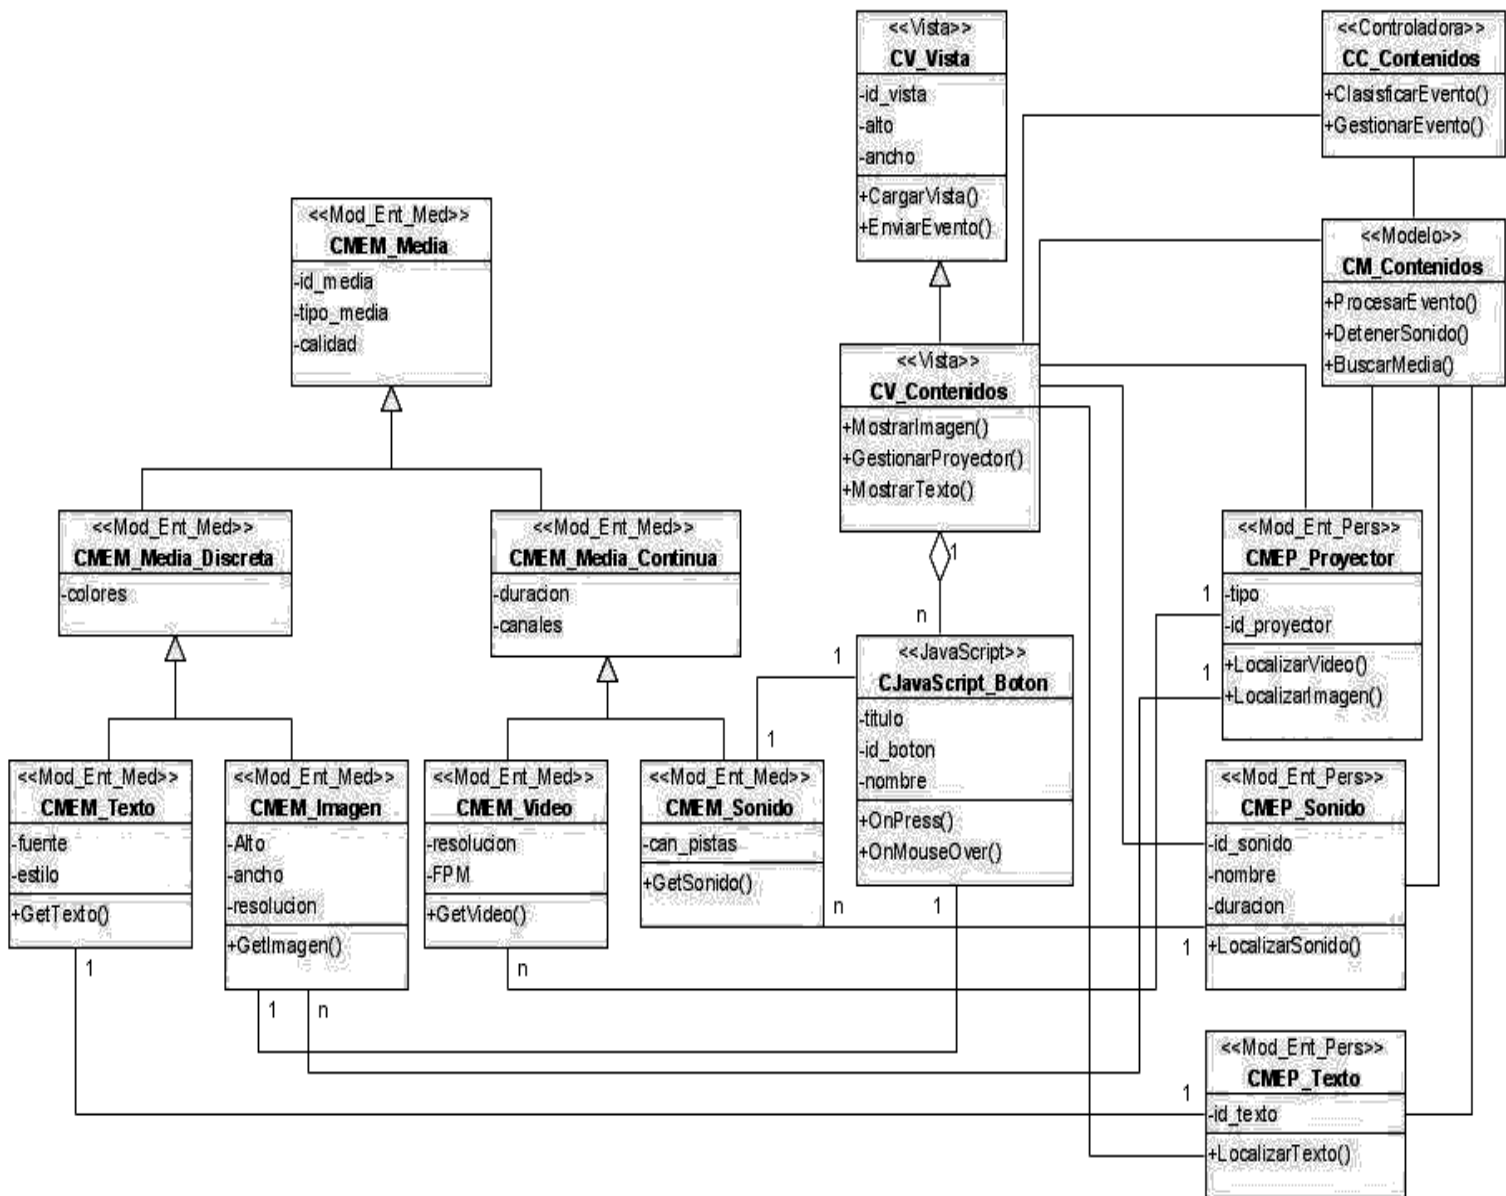 <<Vista>>
CV_Vista
-id_vista
-alto
-ancho
+CargarVista()
+EnviarEvento()
<<Controladora>>
CC_Contenidos
+ClasisficarEvento()
+GestionarEvento()
<<Mod_Ent_Med>>
CMEM_Media
-id_media
-tipo_media
-calidad
<<Modelo>>
CM_Contenidos
+ProcesarEvento()
+DetenerSonido()
+BuscarMedia()
<<Vista>>
CV_Contenidos
+MostrarImagen()
+GestionarProyector()
+MostrarTexto()
1
n
<<Mod_Ent_Med>>
CMEM_Media_Discreta
-colores
<<Mod_Ent_Med>>
CMEM_Media_Continua
-duracion
-canales
<<Mod_Ent_Pers>>
CMEP_Proyector
-tipo
-id_proyector
+LocalizarVideo()
+LocalizarImagen()
1
1
<<JavaScript>>
CJavaScript_Boton
-titulo
-id_boton
-nombre
+OnPress()
+OnMouseOver()
1
1
1
<<Mod_Ent_Med>>
CMEM_Texto
-fuente
-estilo
+GetTexto()
1
<<Mod_Ent_Med>>
CMEM_Imagen
-Alto
-ancho
-resolucion
+GetImagen()
1
n
<<Mod_Ent_Med>>
CMEM_Video
-resolucion
-FPM
+GetVideo()
n
<<Mod_Ent_Med>>
CMEM_Sonido
-can_pistas
+GetSonido()
n
<<Mod_Ent_Pers>>
CMEP_Sonido
-id_sonido
-nombre
-duracion
+LocalizarSonido()
1
<<Mod_Ent_Pers>>
CMEP_Texto
-id_texto
+LocalizarTexto()
1